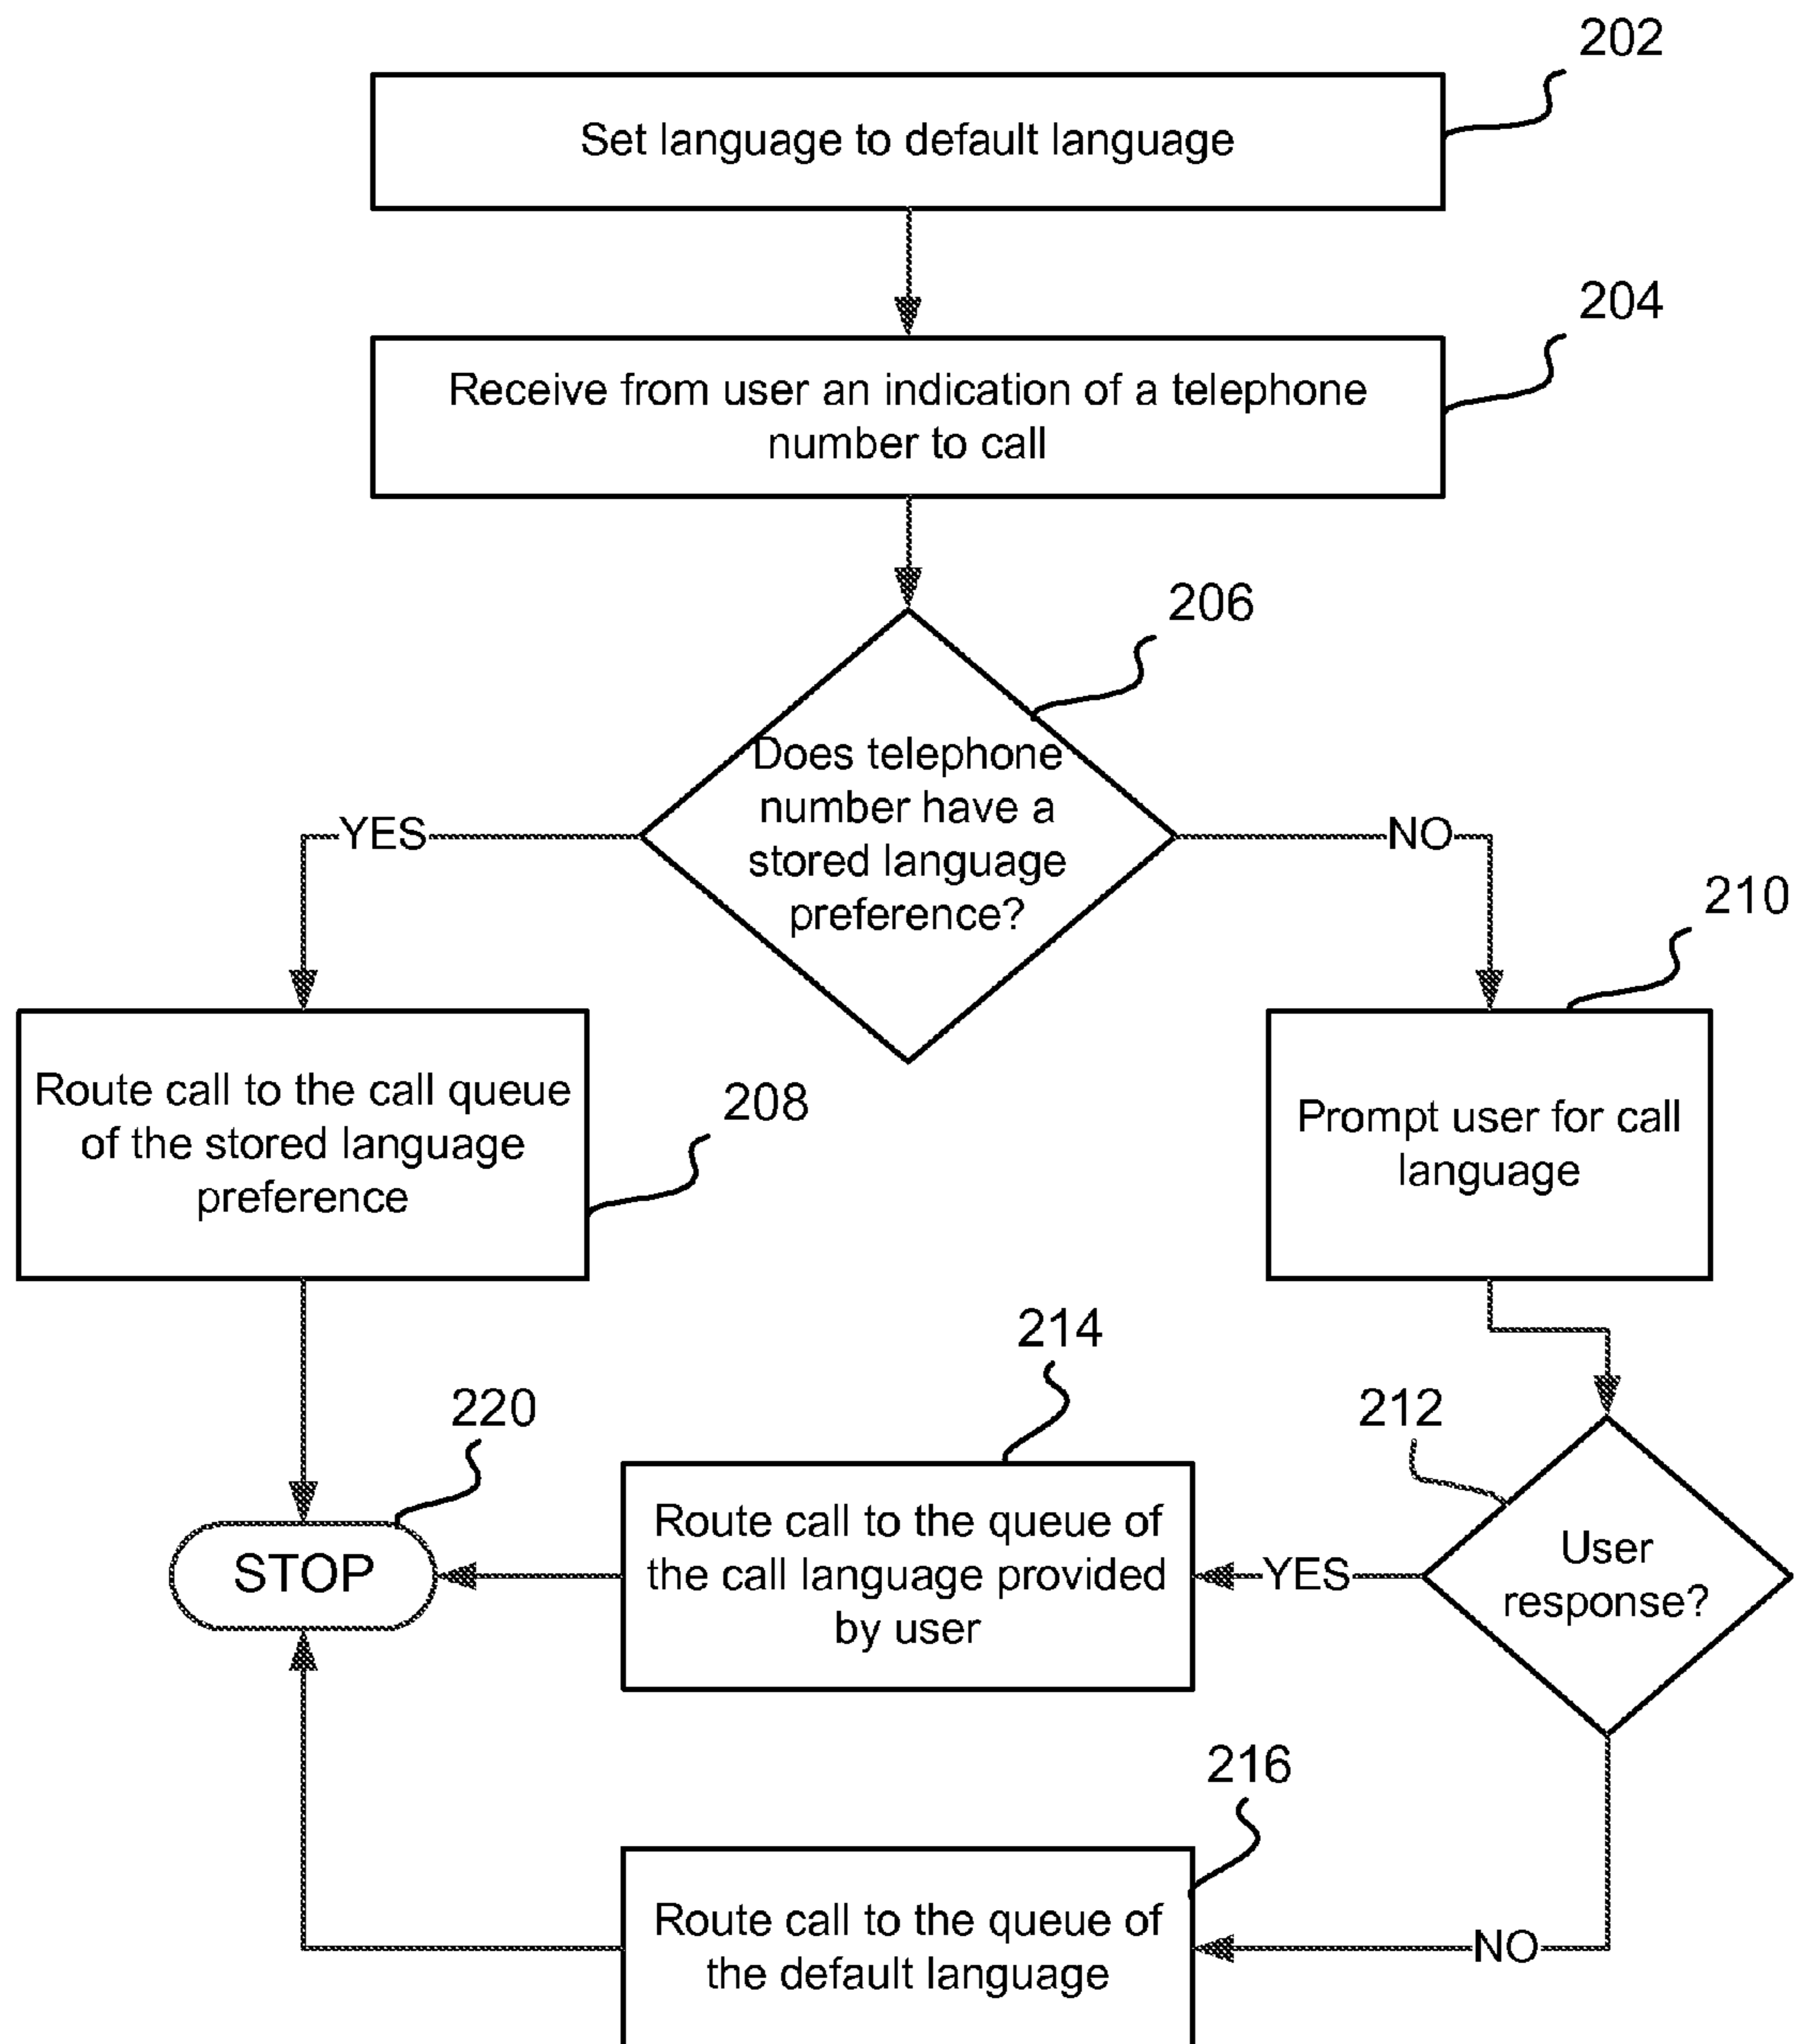 202
Set language to default language
204
Receive from user an indication of a telephone
number to call
206
Does telephone
number have a
stored language
preference?
YES
NO
210
Route call to the call queue
of the stored language
preference
208
Prompt user for call
language
214
220
212
STOP
Route call to the queue of
the call language provided
by user
YES
User
response?
216
Route call to the queue of
the default language
NO